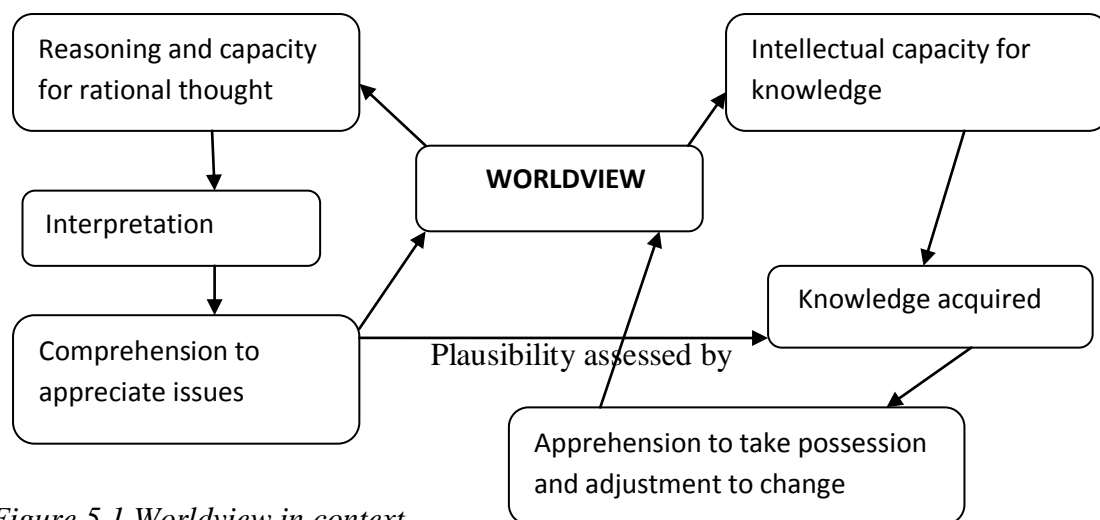 Reasoning and capacity
for rational thought
Intellectual capacity for
knowledge
WORLDVIEW
Interpretation
Knowledge acquired
Comprehension to
appreciate issues
Plausibility assessed by
Apprehension to take possession
and adjustment to change
Figure 5.1 Worldview in context